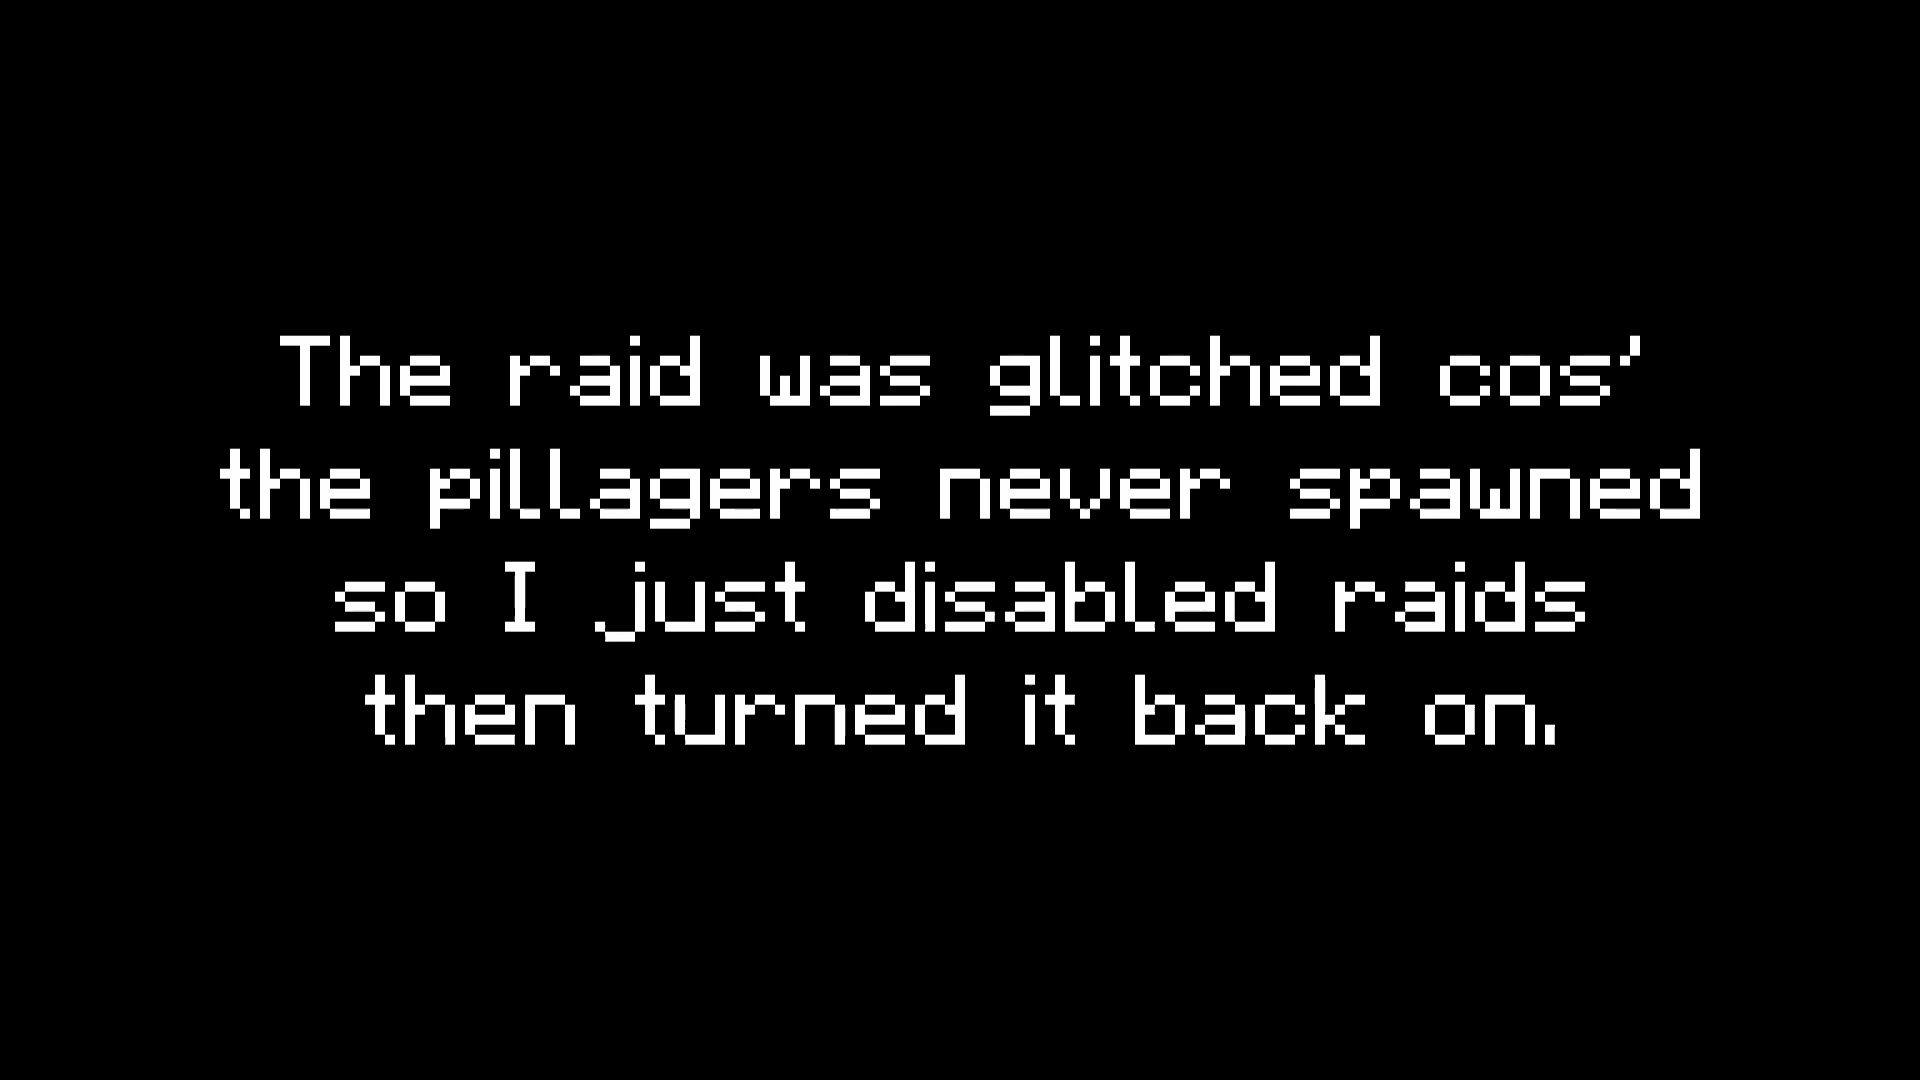 The raid was glitched cos'
the pillagers never spawned
so I just disabled raids
then turned it back on.